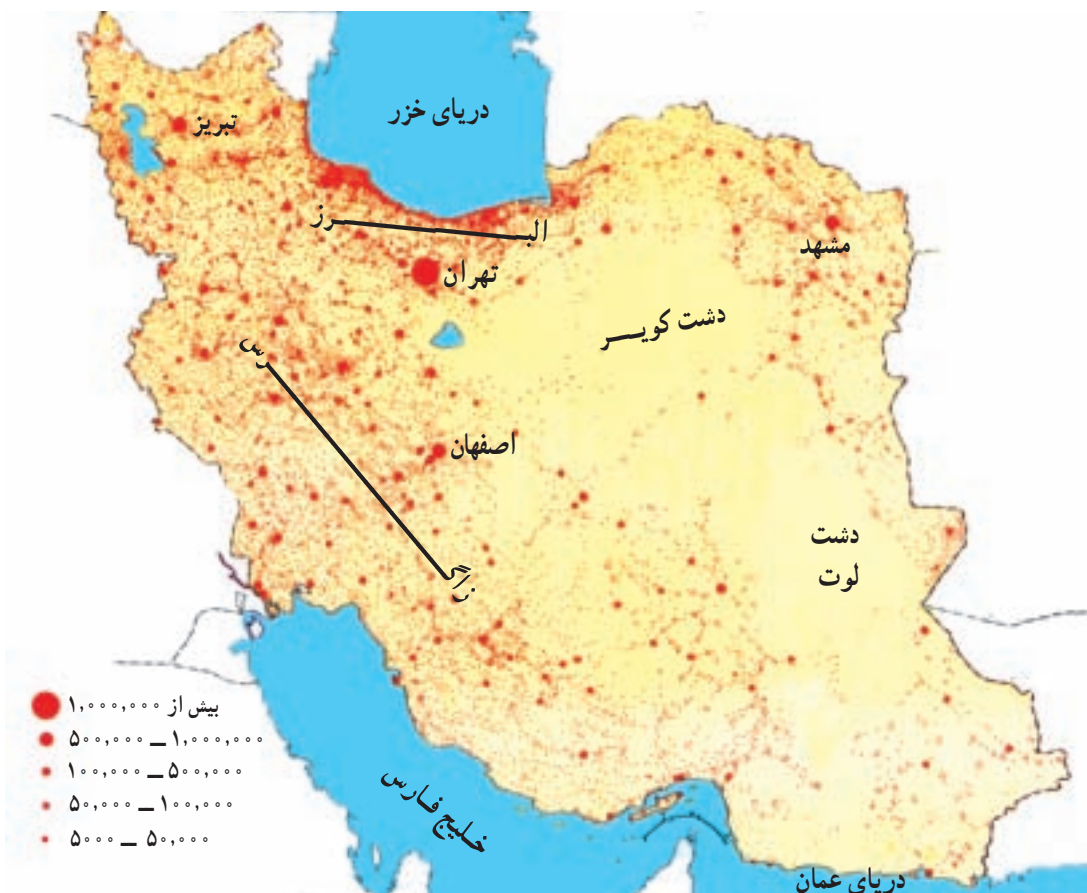 دریای خزر
تبریز
البرز
مشهد
تهران
دشت کویر
زاگرس
اصفهان
دشت
لوت
بیش از ۱,۰۰۰,۰۰۰
۵۰۰,۰۰۰ – ۱,۰۰۰,۰۰۰
۱۰۰,۰۰۰ – ۵۰۰,۰۰۰
۵۰,۰۰۰ – ۱۰۰,۰۰۰
۵۰۰۰ – ۵۰,۰۰۰
خلیج فارس
دریای عمان